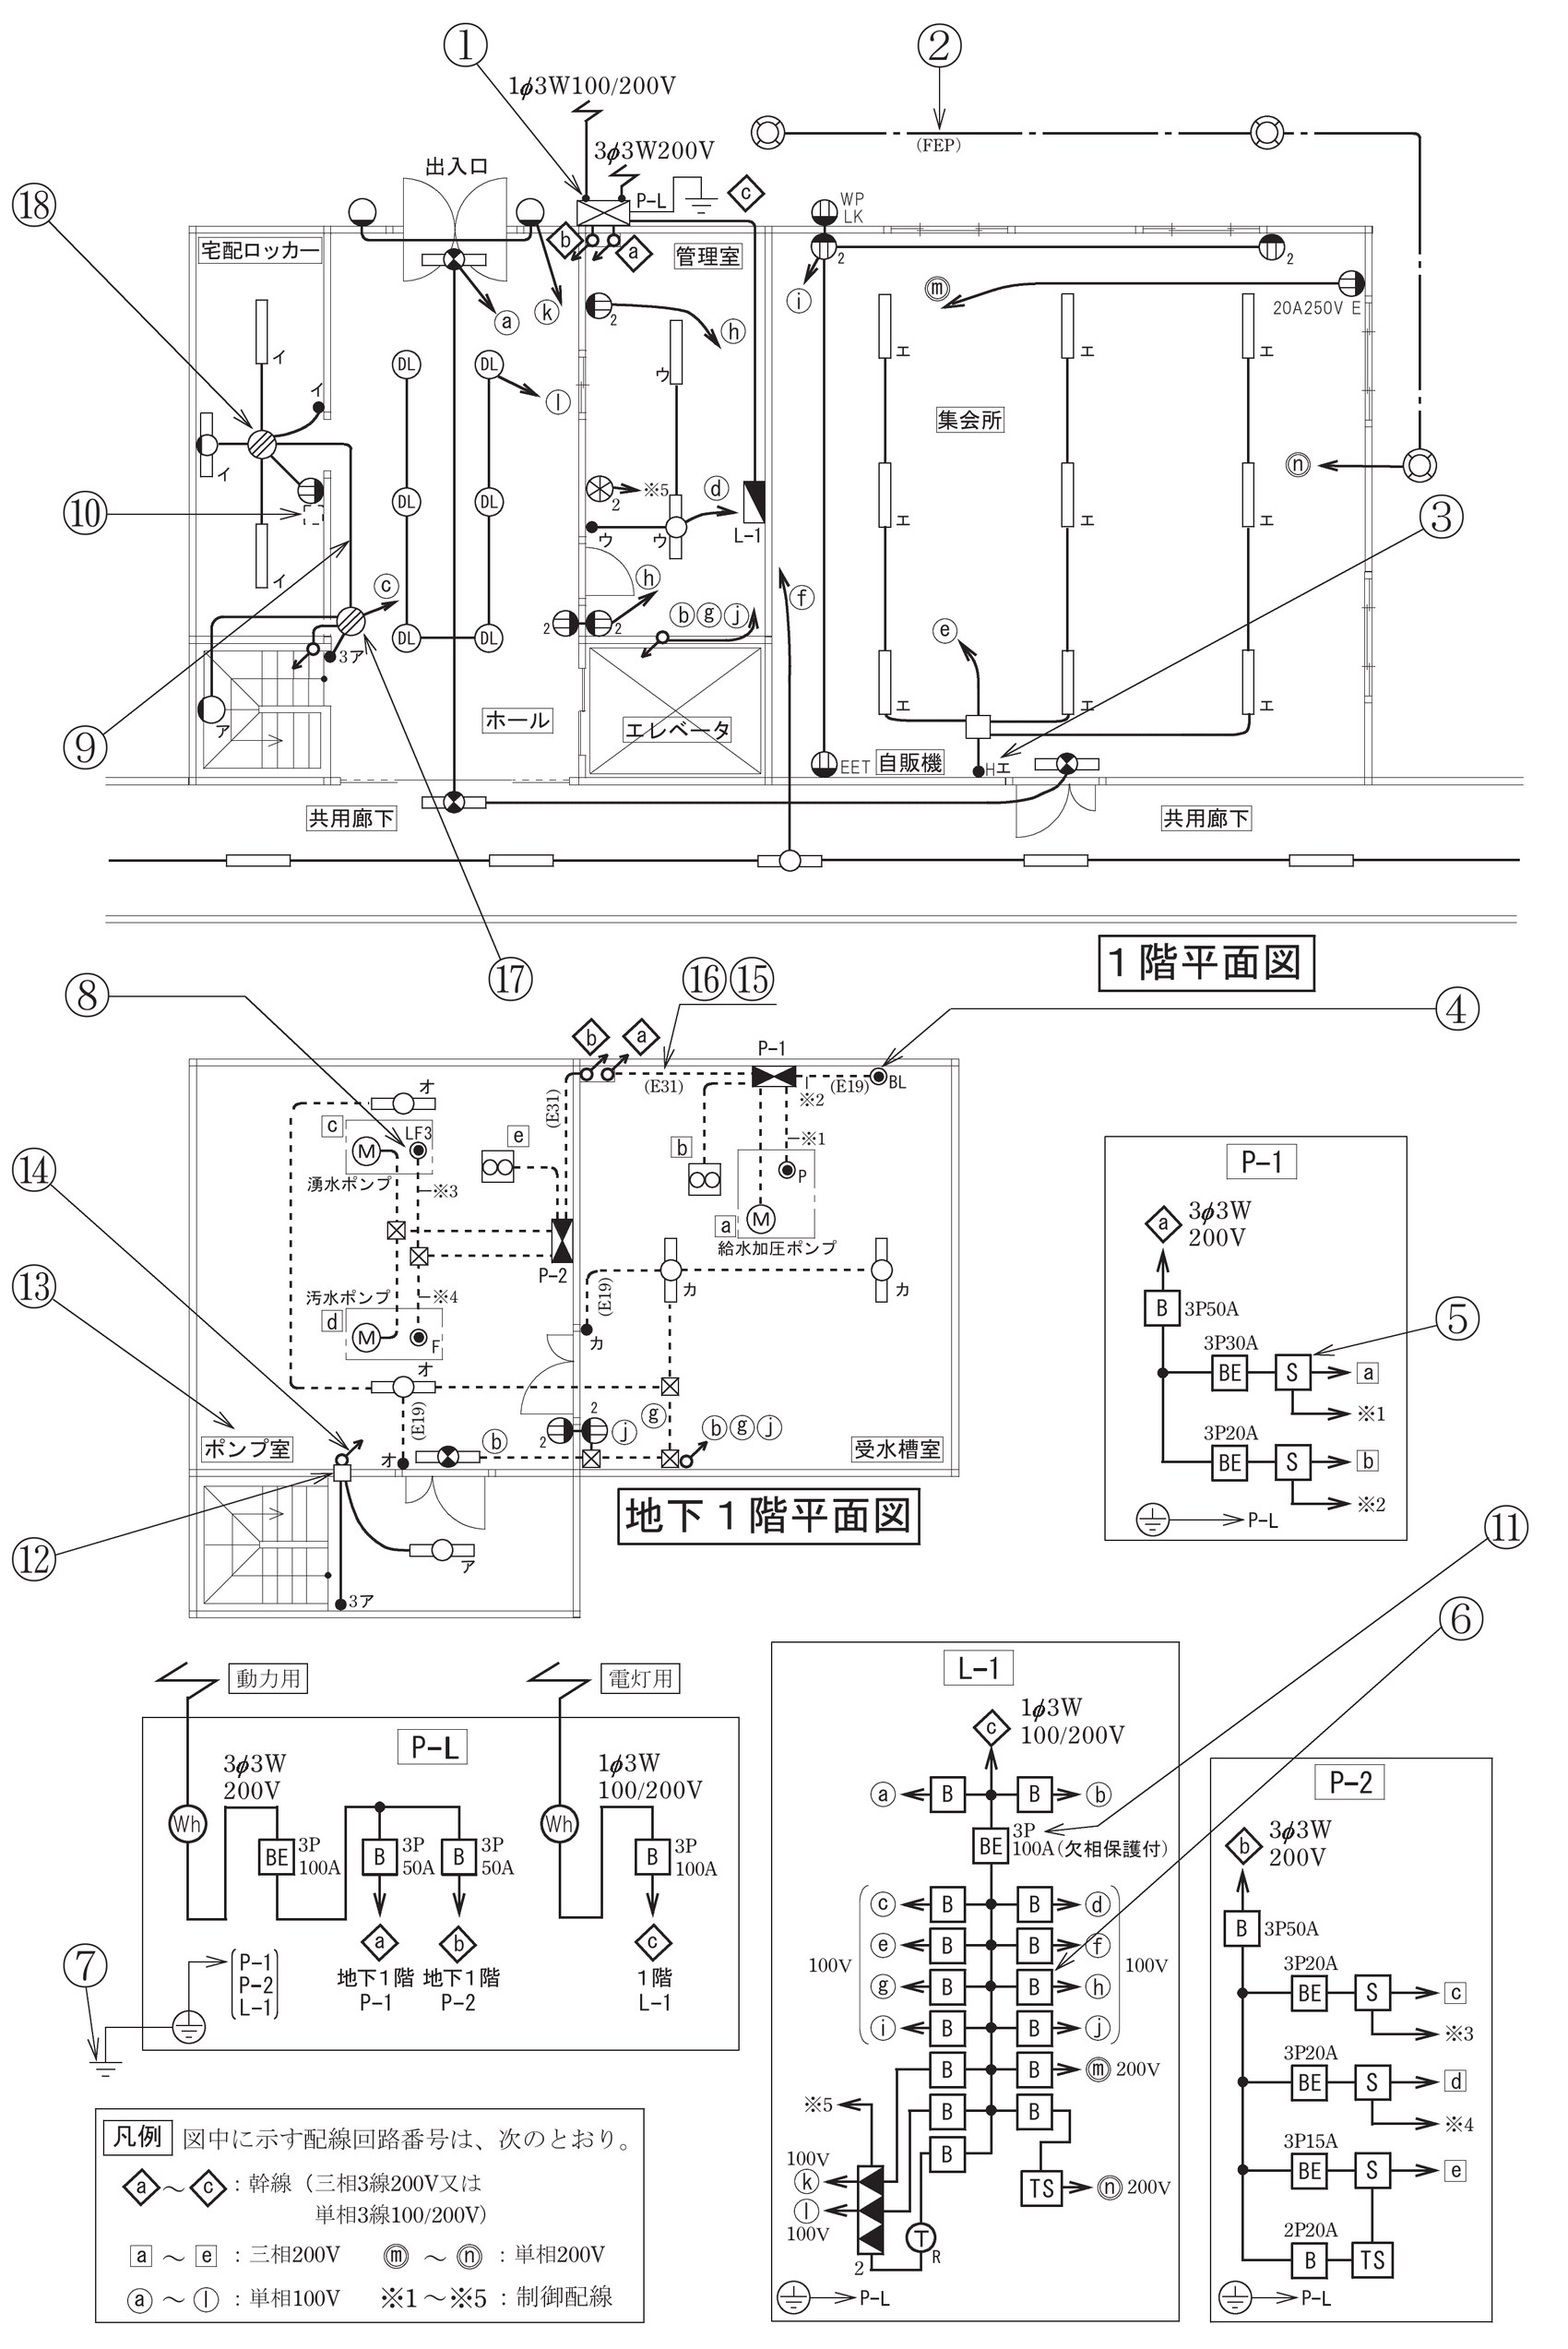 ①
②
1φ3W100/200V
3φ3W200V
出入口
P-L
c
WP
LK
⑱
宅配ロッカー
b
a
管理室
2
2
i
m
20A250V E
a
k
2
h
イ
DL
DL
l
ウ
エ
エ
エ
イ
集会所
イ
n
⑩
DL
DL
※5
2
d
L-1
ウ
ウ
エ
エ
エ
③
イ
c
h
f
b g j
2
2
e
DL
DL
3ア
ア
ホール
エレベータ
エ
エ
エ
⑨
EET
自販機
Hエ
共用廊下
共用廊下
(FEP)
1階平面図
⑰
⑯⑮
⑧
④
b
a
P-1
(E31)
※2
(E19)
BL
オ
(E31)
c
LF3
M
湧水ポンプ
e
b
※1
P
※3
a
M
給水加圧ポンプ
⑭
P-2
⑬
汚水ポンプ
※4
d
M
F
オ
(E19)
カ
カ
カ
(E19)
g
2
2
j
b g j
b
オ
ポンプ室
受水槽室
地下1階平面図
⑫
ア
3ア
P-1
a
3φ3W
200V
B
3P50A
3P30A
BE
S
a
※1
⑤
3P20A
BE
S
b
※2
P-L
⑪
⑥
動力用
電灯用
P-L
3φ3W
200V
1φ3W
100/200V
Wh
Wh
BE
3P
100A
B
3P
50A
B
3P
50A
B
3P
100A
a
b
c
地下1階
P-1
地下1階
P-2
1階
L-1
P-1
P-2
L-1
⑦
L-1
c
1φ3W
100/200V
a
B
B
b
BE
3P
100A(欠相保護付)
c
B
B
d
e
B
B
f
100V
100V
g
B
B
h
i
B
B
j
B
B
m
200V
※5
B
B
B
100V
k
l
100V
TS
n
200V
T
R
2
P-L
P-2
b
3φ3W
200V
B
3P50A
3P20A
BE
S
c
※3
3P20A
BE
S
d
※4
3P15A
BE
S
e
2P20A
B
TS
P-L
凡例 図中に示す配線回路番号は、次のとおり。
a～c：幹線（三相3線200V又は
単相3線100/200V）
a ～ e ：三相200V m ～ n ：単相200V
a ～ l ：単相100V ※1～※5：制御配線